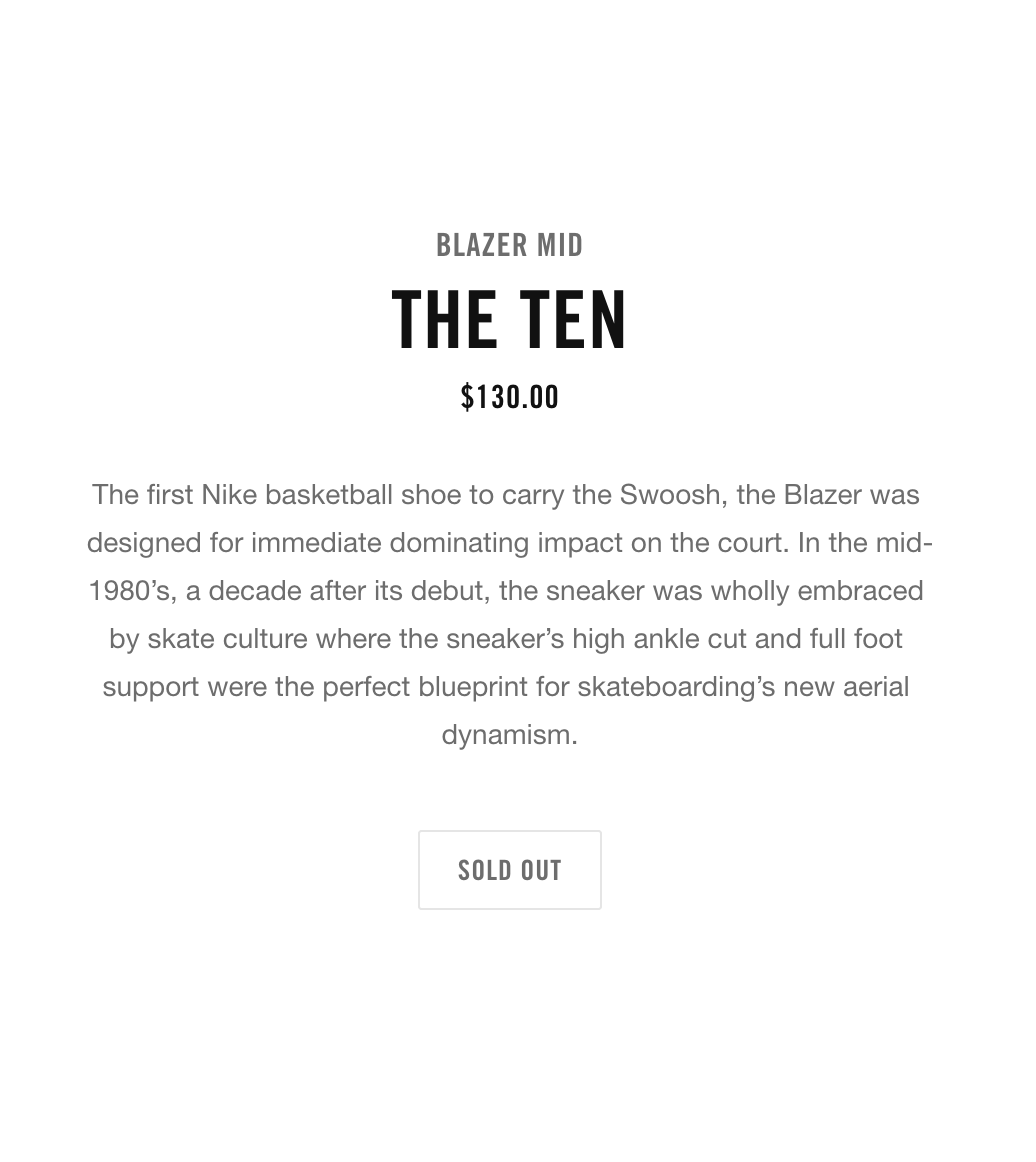 BLAZER MID
THE TEN
$130.00
The first Nike basketball shoe to carry the Swoosh, the Blazer was
designed for immediate dominating impact on the court. In the mid-
1980’s, a decade after its debut, the sneaker was wholly embraced
by skate culture where the sneaker’s high ankle cut and full foot
support were the perfect blueprint for skateboarding’s new aerial
dynamism.
SOLD OUT